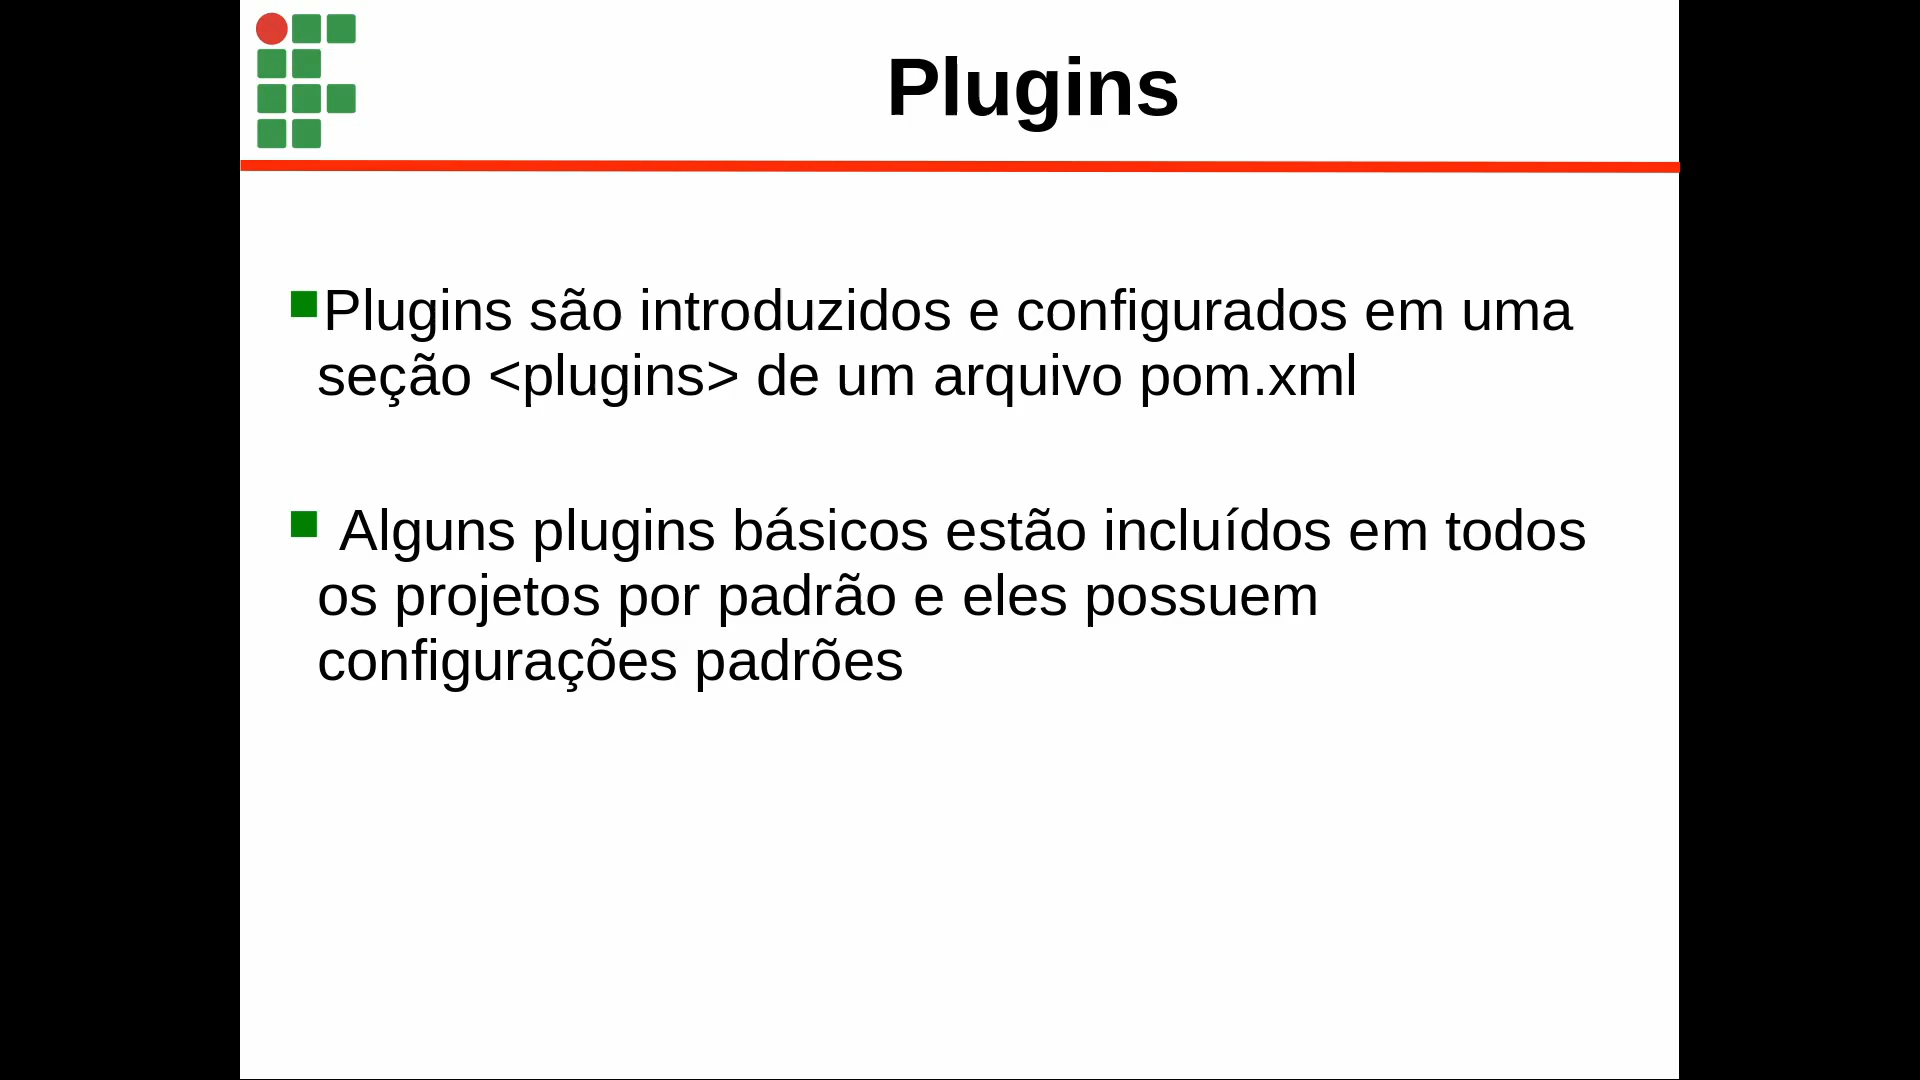 Plugins
Plugins são introduzidos e configurados em uma
seção <plugins> de um arquivo pom.xml
Alguns plugins básicos estão incluídos em todos
os projetos por padrão e eles possuem
configurações padrões